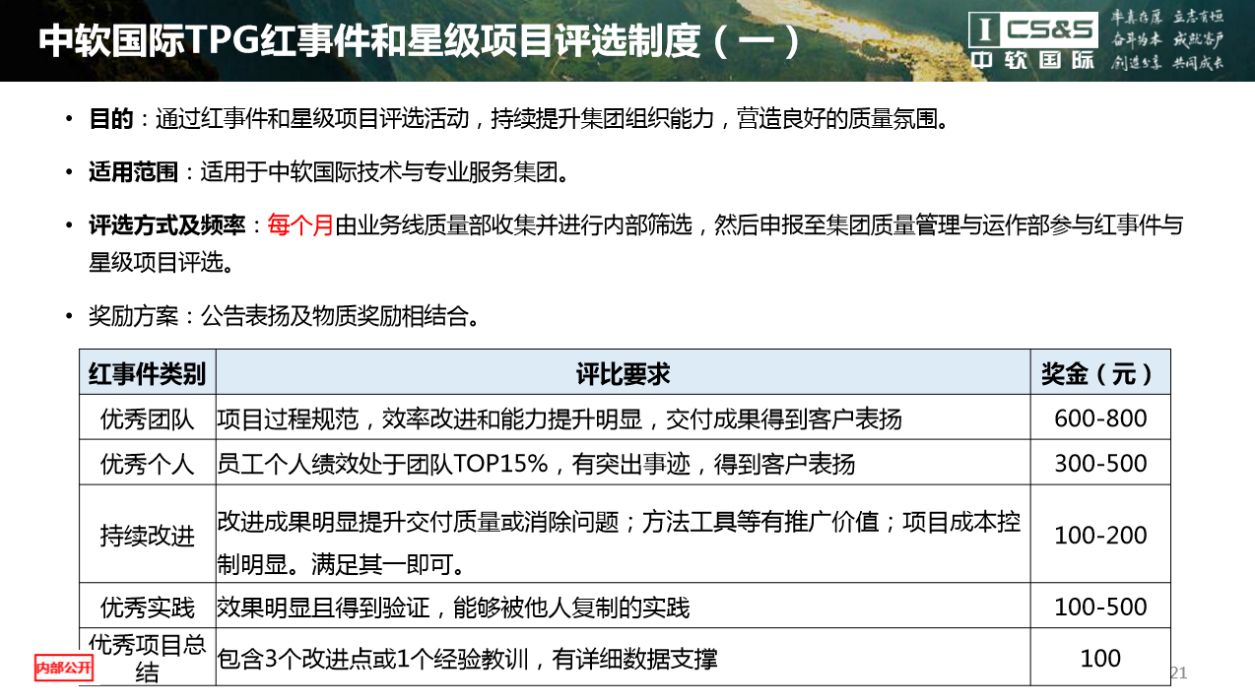 中软国际TPG红事件和星级项目评选制度（一）
I CS&S
中软国际
率真在属 立志有恒
奋斗为本 成就客户
创造分享 共同成长
• 目的：通过红事件和星级项目评选活动，持续提升集团组织能力，营造良好的质量氛围。
• 适用范围：适用于中软国际技术与专业服务集团。
• 评选方式及频率：每个月由业务线质量部收集并进行内部筛选，然后申报至集团质量管理与运作部参与红事件与
星级项目评选。
• 奖励方案：公告表扬及物质奖励相结合。
红事件类别 评比要求 奖金（元）
优秀团队 项目过程规范，效率改进和能力提升明显，交付成果得到客户表扬 600-800
优秀个人 员工个人绩效处于团队TOP15%，有突出事迹，得到客户表扬 300-500
持续改进 改进成果明显提升交付质量或消除问题；方法工具等有推广价值；项目成本控
制明显。满足其一即可。 100-200
优秀实践 效果明显且得到验证，能够被他人复制的实践 100-500
优秀项目总
结 包含3个改进点或1个经验教训，有详细数据支撑 100
内部公开
21